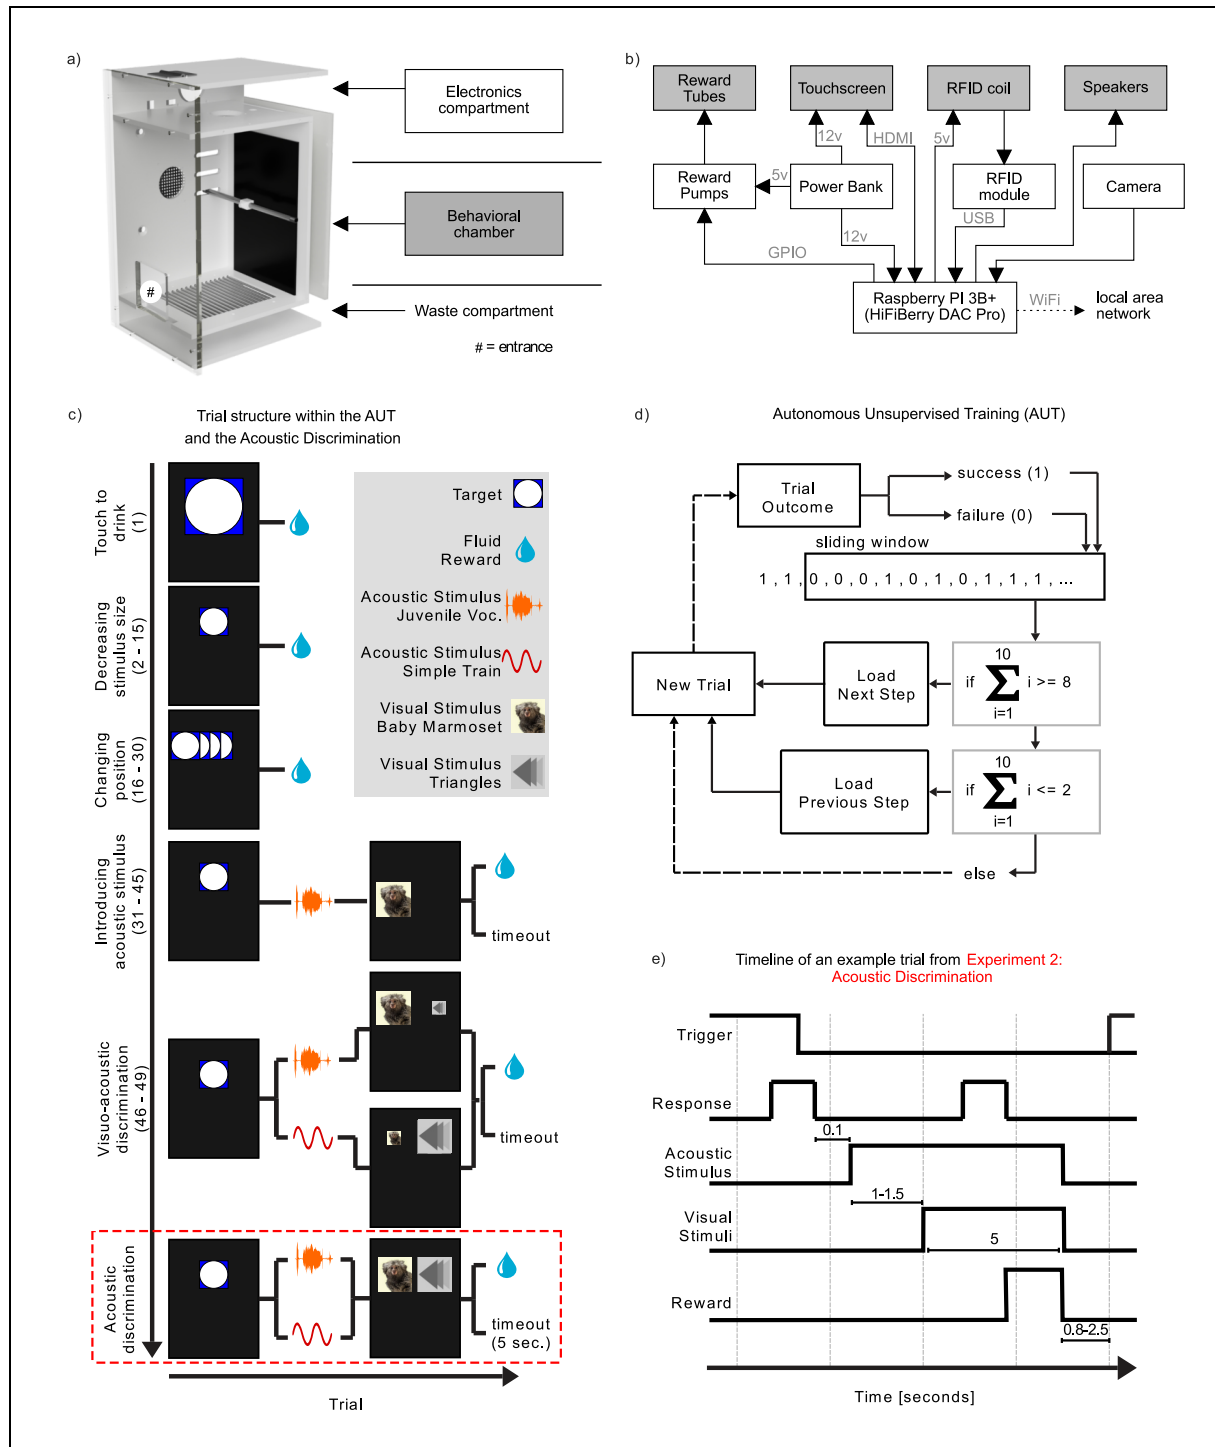 a)
Electronics
compartment
Behavioral
chamber
Waste compartment
#
# = entrance
b)
Reward
Tubes
Touchscreen
RFID coil
Speakers
12v
HDMI
5v
Reward
Pumps
5v
Power Bank
RFID
module
Camera
USB
12v
GPIO
Raspberry PI 3B+
(HiFiBerry DAC Pro)
WiFi
local area
network
c)
Trial structure within the AUT
and the Acoustic Discrimination
Touch to
drink
(1)
Decreasing
stimulus size
(2 - 15)
Changing
position
(16 - 30)
Introducing
acoustic stimulus
(31 - 45)
Visuo-acoustic
discrimination
(46 - 49)
Acoustic
discrimination
Target
Fluid
Reward
Acoustic Stimulus
Juvenile Voc.
Acoustic Stimulus
Simple Train
Visual Stimulus
Baby Marmoset
Visual Stimulus
Triangles
timeout
timeout
timeout
(5 sec.)
Trial
d)
Autonomous Unsupervised Training (AUT)
Trial
Outcome
success (1)
failure (0)
sliding window
1 , 1 , 0 , 0 , 0 , 1 , 0 , 1 , 0 , 1 , 1 , 1 , ...
New Trial
Load
Next Step
10
if Σ i >= 8
i=1
Load
Previous Step
10
if Σ i <= 2
i=1
else
e)
Timeline of an example trial from Experiment 2:
Acoustic Discrimination
Trigger
Response
0.1
Acoustic
Stimulus
1-1.5
Visual
Stimuli
5
Reward
0.8-2.5
Time [seconds]